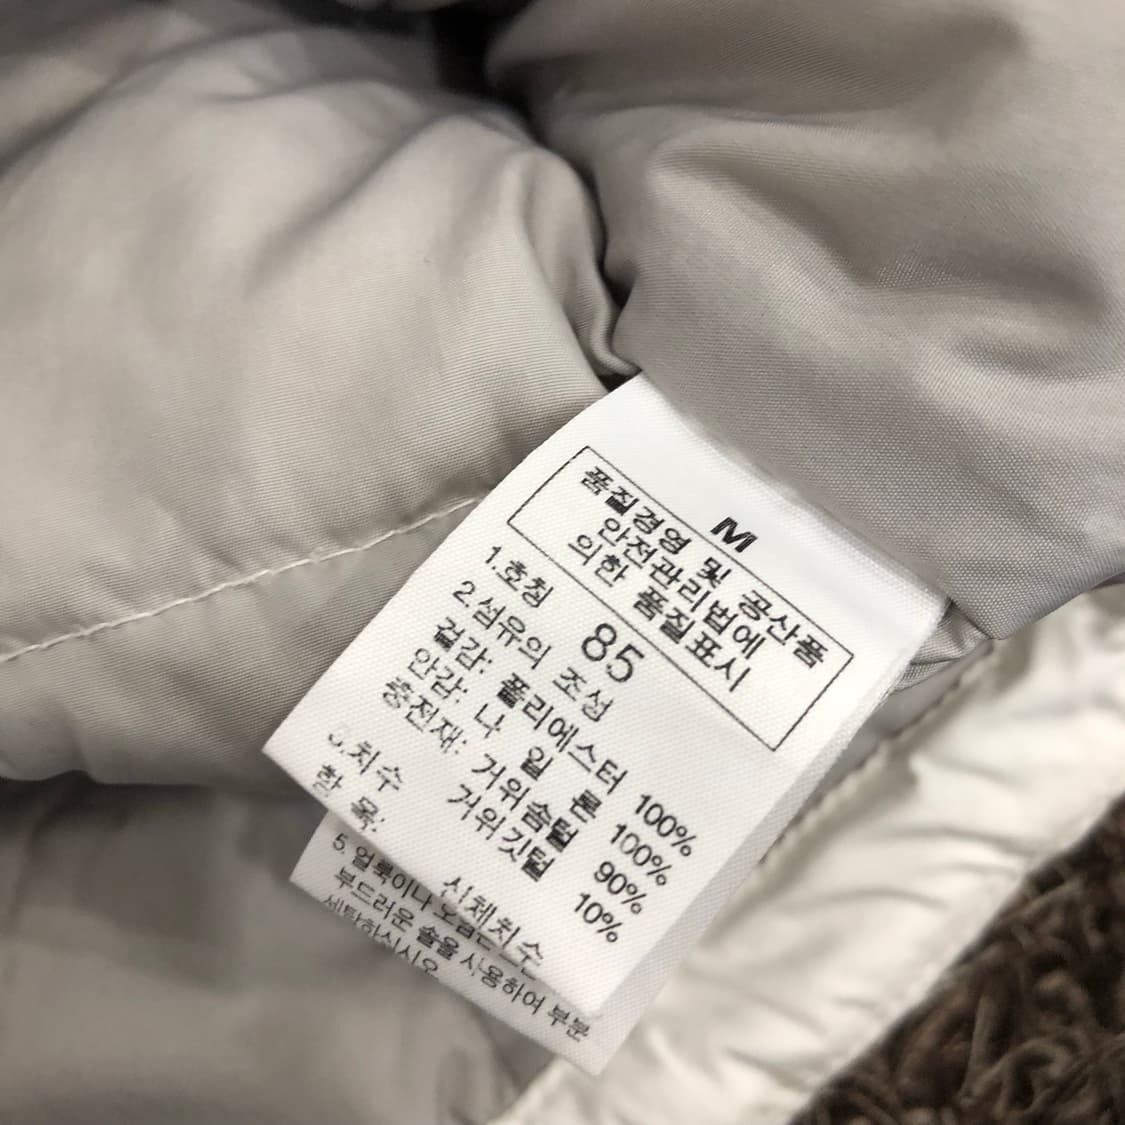 M
품질경영 및 공산품
안전관리법에
의한 품질표시
1.호칭 85
2.섬유의 조성
겉감: 폴리에스터 100%
안감: 나 일 론 100%
충전재: 거위솜털 90%
거위깃털 10%
3.치수
항 목: 신체치수
5. 얼룩이나
부드러운 솔을 사용하여 부분
세탁하십시오